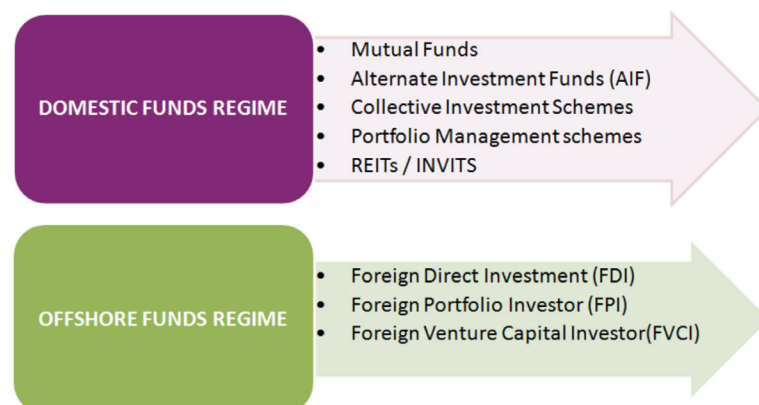 DOMESTIC FUNDS REGIME
• Mutual Funds
• Alternate Investment Funds (AIF)
• Collective Investment Schemes
• Portfolio Management schemes
• REITs / INVITS
OFFSHORE FUNDS REGIME
• Foreign Direct Investment (FDI)
• Foreign Portfolio Investor (FPI)
• Foreign Venture Capital Investor(FVCI)